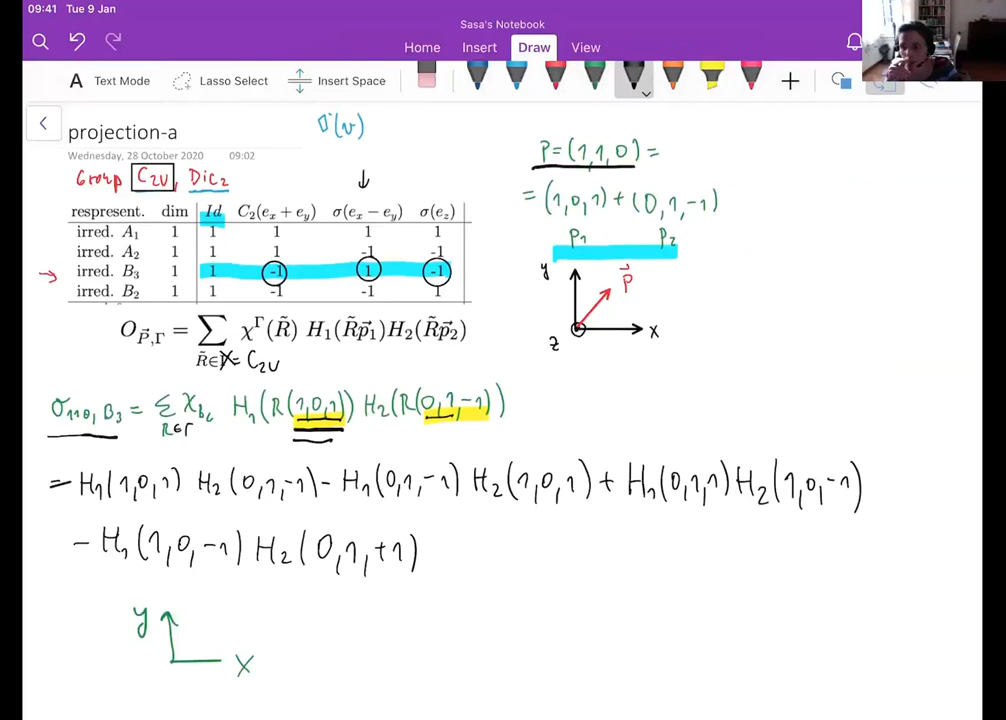 09:41 Tue 9 Jan
Sasa's Notebook
Home Insert Draw View
A Text Mode Lasso Select Insert Space
projection-a
Wednesday, 28 October 2020 09:02
σ(v)
Group C2V, Dic2
respresent. dim Id C₂(eₓ + e_y) σ(eₓ − e_y) σ(e_z)
irred. A₁ 1 1 1 1 1
irred. A₂ 1 1 1 -1 -1
irred. B₃ 1 1 -1 1 -1
irred. B₂ 1 1 -1 -1 1
O_{P⃗,Γ} = ∑ χ^Γ(R̃) H₁(R̃p⃗₁)H₂(R̃p⃗₂)
R̃∈ = C2V
P=(1,1,0) =
= (1,0,1) + (0,1,-1)
P₁ P₂
y
P⃗
x
z
O₁₁₀, B₃ = Σ χ H₁(R(1,0,1)) H₂(R(0,1,-1))
R∈Γ
= H₁(1,0,1) H₂(0,1,-1) - H₁(0,1,-1) H₂(1,0,1) + H₁(0,1,1) H₂(1,0,-1)
- H₁(1,0,-1) H₂(0,1,+1)
y
x